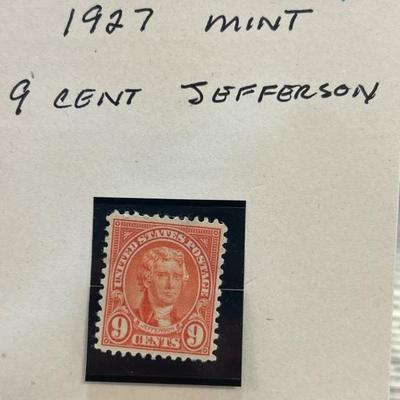 1927 MINT
9 CENT JEFFERSON
UNITED STATES POSTAGE
JEFFERSON
9 CENTS 9